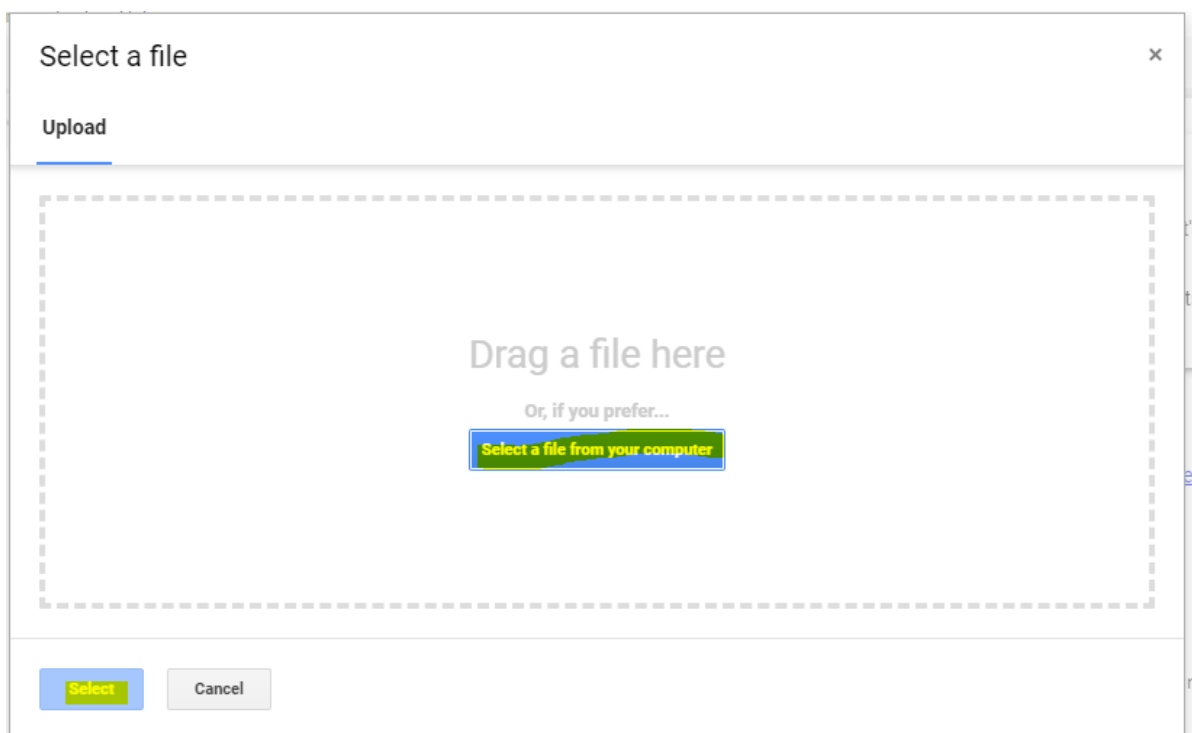 Select a file
×
Upload
Drag a file here
Or, if you prefer...
Select a file from your computer
Select
Cancel